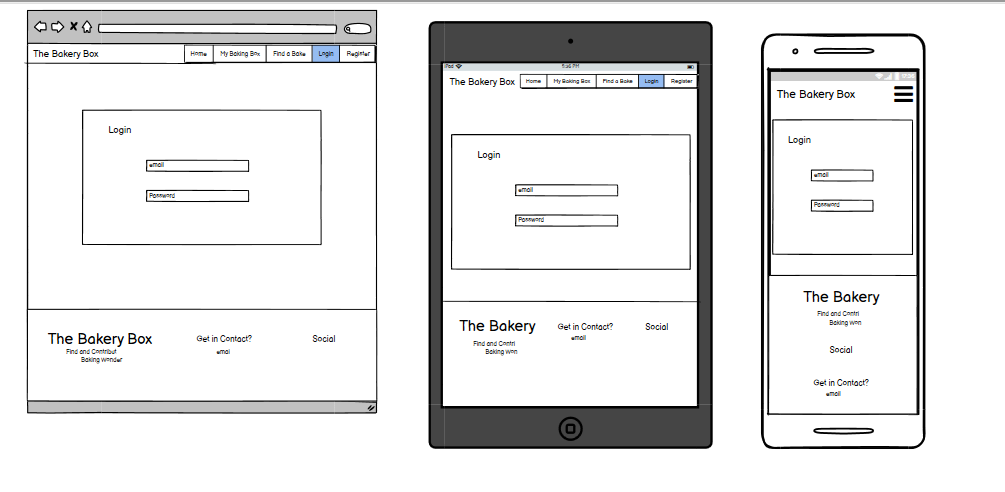 The Bakery Box
Home My Baking Box Find a Bake Login Register
Login
email
Password
The Bakery Box
Find and Contribut
Baking Wonder
Get in Contact?
email
Social
iPad 9:46 PM
The Bakery Box
Home My Baking Box Find a Bake Login Register
Login
email
Password
The Bakery
Find and Contri
Baking Won
Get in Contact?
email
Social
The Bakery Box
Login
email
Password
The Bakery
Find and Contri
Baking Won
Social
Get in Contact?
email